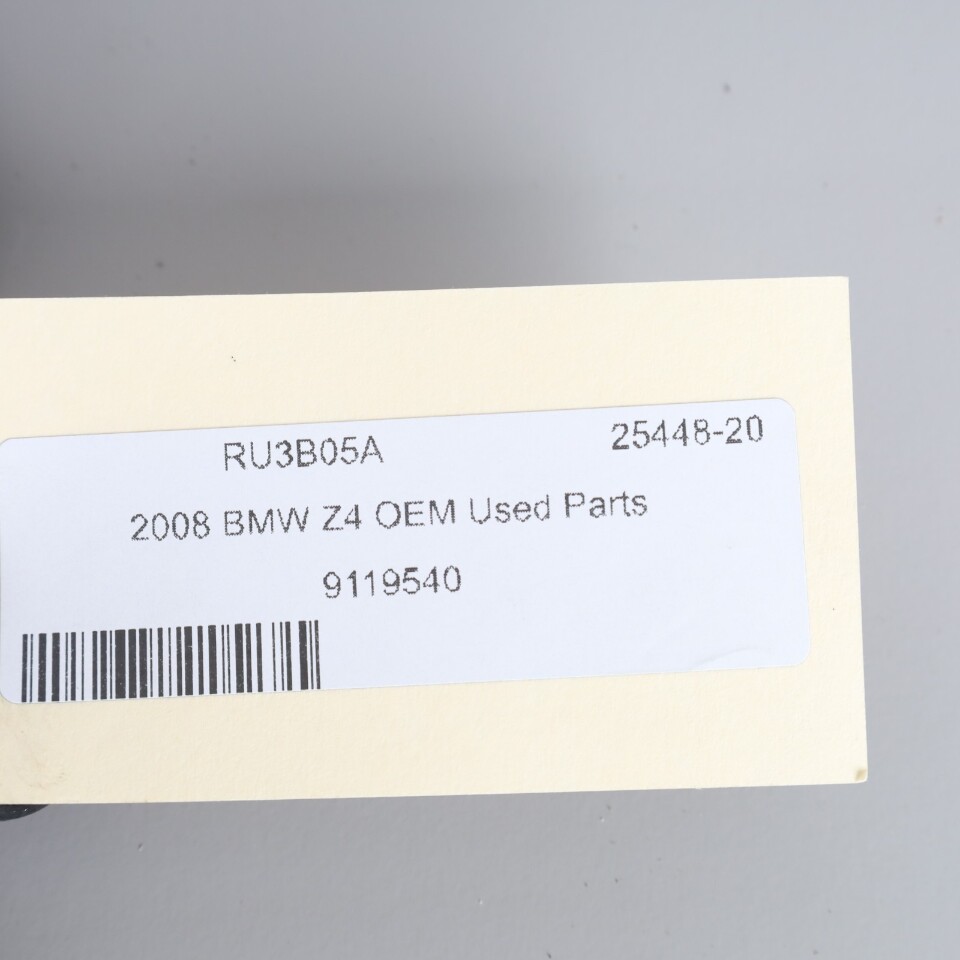 RU3B05A 25448-20
2008 BMW Z4 OEM Used Parts
9119540